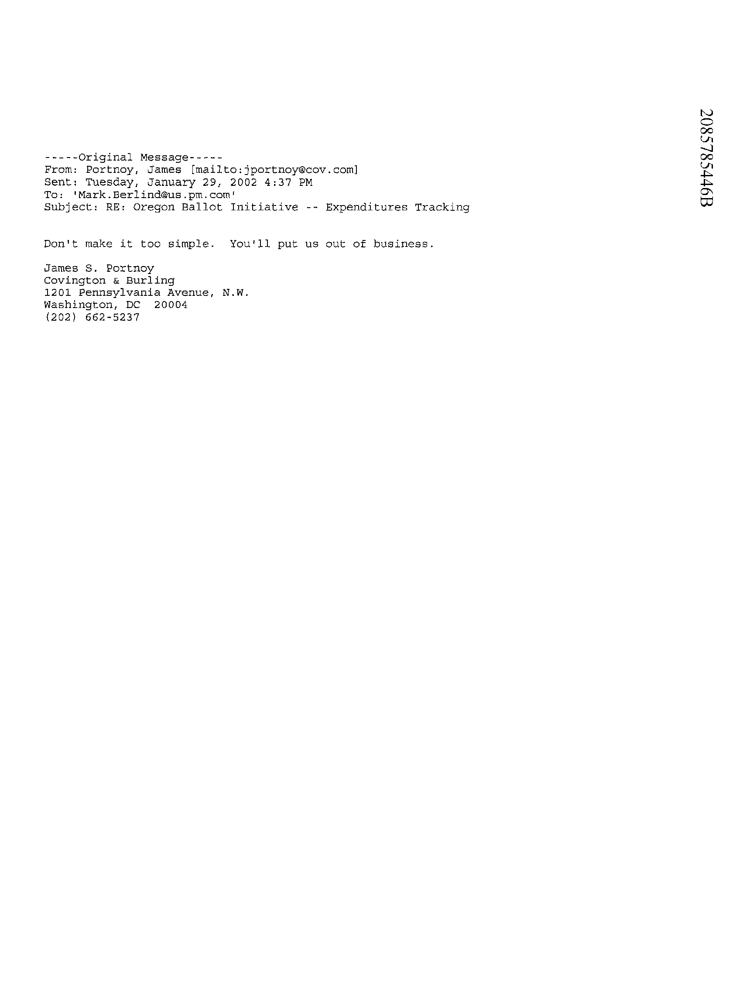 -----Original Message-----
From: Portnoy, James [mailto:jportnoy@cov.com]
Sent: Tuesday, January 29, 2002 4:37 PM
To: 'Mark.Berlind@us.pm.com'
Subject: RE: Oregon Ballot Initiative -- Expenditures Tracking
Don't make it too simple.  You'll put us out of business.
James S. Portnoy
Covington & Burling
1201 Pennsylvania Avenue, N.W.
Washington, DC  20004
(202) 662-5237
2085785446B